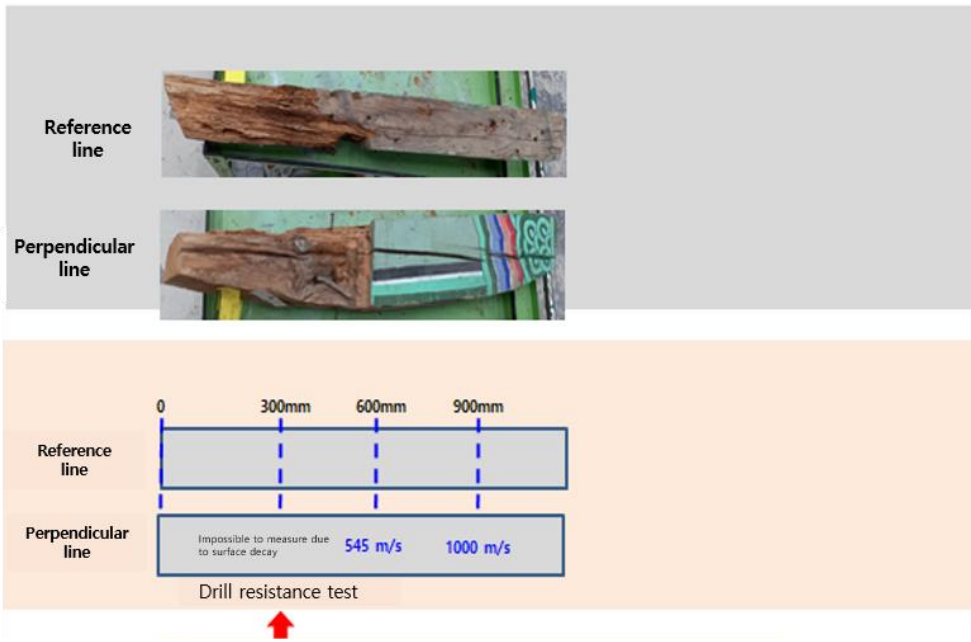 Reference
line
Perpendicular
line
0 300mm 600mm 900mm
Reference
line
Perpendicular
line
Impossible to measure due
to surface decay
545 m/s
1000 m/s
Drill resistance test